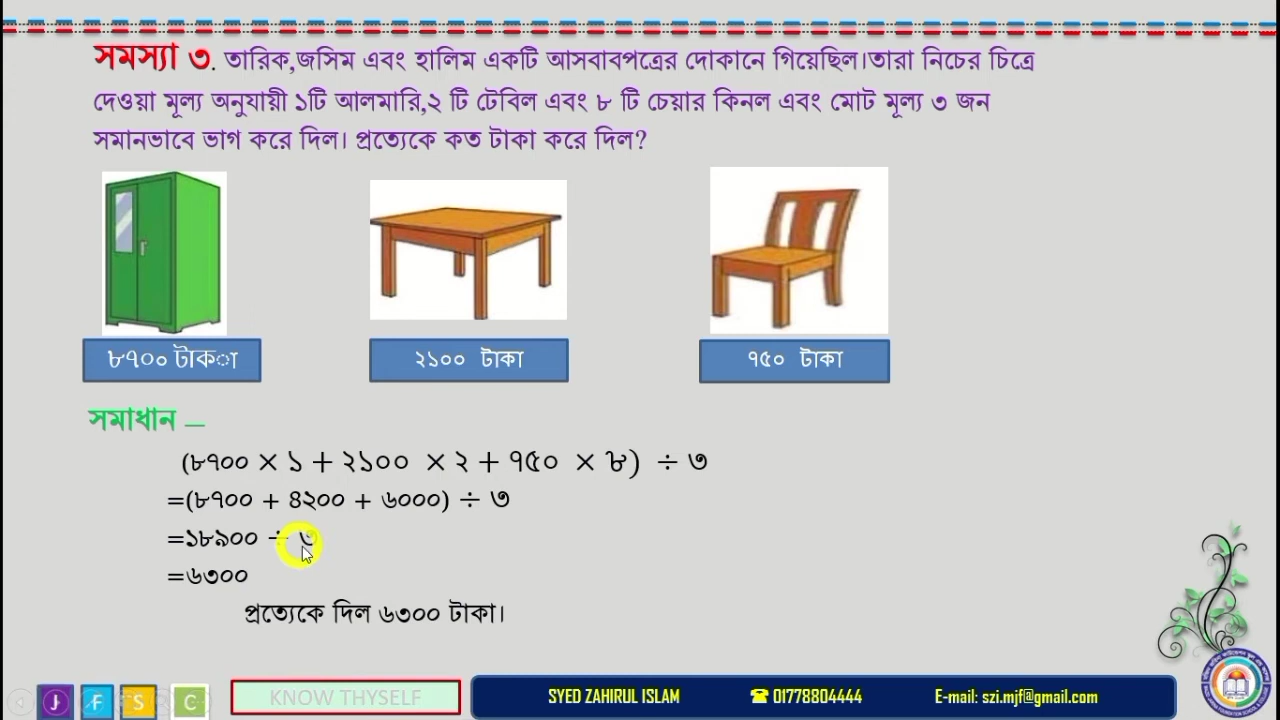 সমস্যা ৩. তারিক,জসিম এবং হালিম একটি আসবাবপত্রের দোকানে গিয়েছিল।তারা নিচের চিত্রে
দেওয়া মূল্য অনুযায়ী ১টি আলমারি,২ টি টেবিল এবং ৮ টি চেয়ার কিনল এবং মোট মূল্য ৩ জন
সমানভাবে ভাগ করে দিল। প্রত্যেকে কত টাকা করে দিল?
৮৭০০ টাকা
২১০০ টাকা
৭৫০ টাকা
সমাধান –
(৮৭০০ × ১ + ২১০০ × ২ + ৭৫০ × ৮) ÷ ৩
=(৮৭০০ + ৪২০০ + ৬০০০) ÷ ৩
=১৮৯০০ ÷ ৩
=৬৩০০
প্রত্যেকে দিল ৬৩০০ টাকা।
J F S C
KNOW THYSELF
SYED ZAHIRUL ISLAM ☎ 01778804444 E-mail: szi.mjf@gmail.com